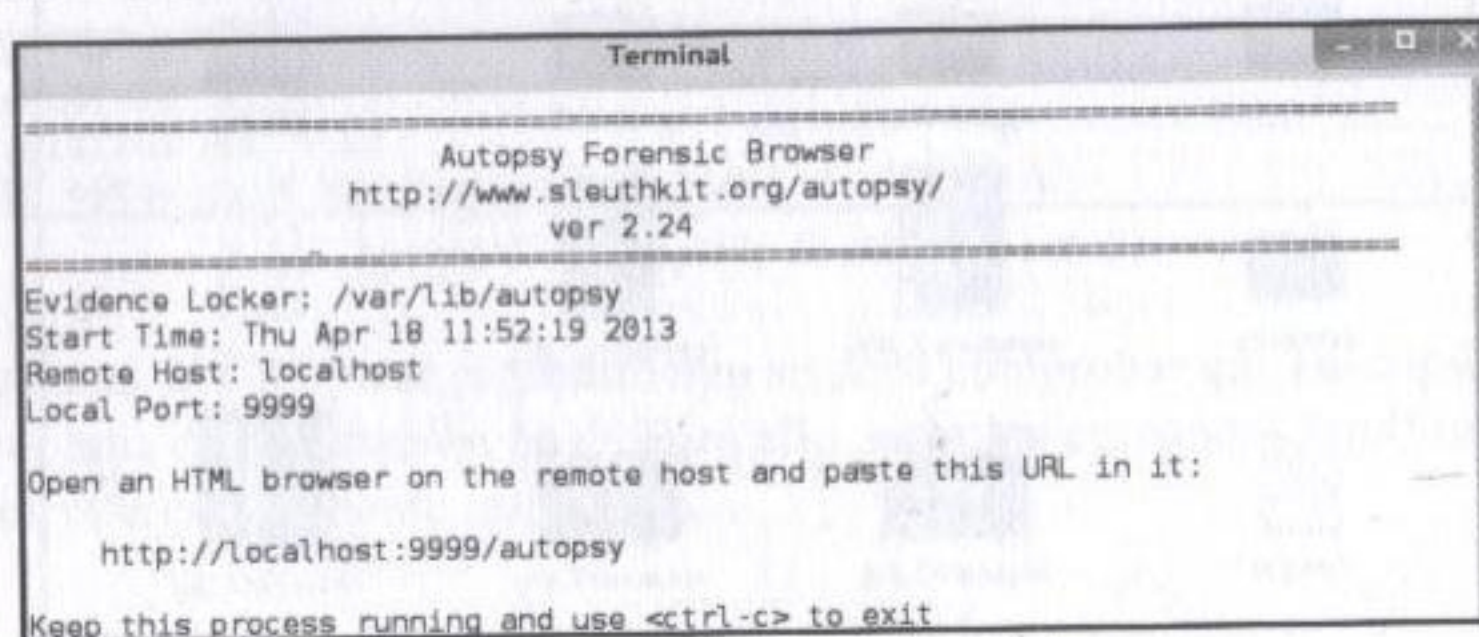 Terminal
============================================================================
Autopsy Forensic Browser
http://www.sleuthkit.org/autopsy/
ver 2.24
============================================================================
Evidence Locker: /var/lib/autopsy
Start Time: Thu Apr 18 11:52:19 2013
Remote Host: localhost
Local Port: 9999
Open an HTML browser on the remote host and paste this URL in it:
http://localhost:9999/autopsy
Keep this process running and use <ctrl-c> to exit